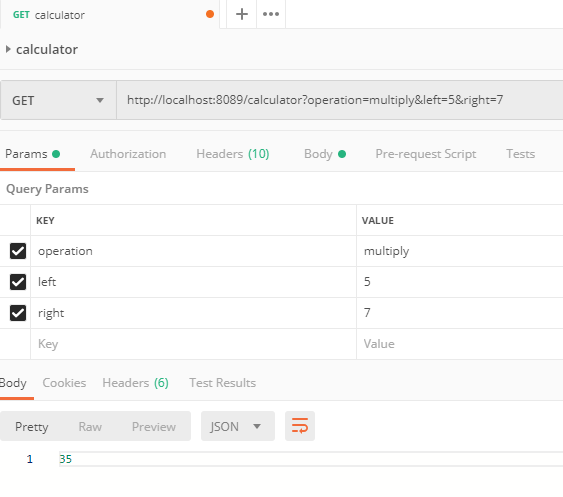 GET calculator
calculator
GET http://localhost:8089/calculator?operation=multiply&left=5&right=7
Params Authorization Headers (10) Body Pre-request Script Tests
Query Params
KEY VALUE
operation multiply
left 5
right 7
Key Value
Body Cookies Headers (6) Test Results
Pretty Raw Preview JSON
1 35